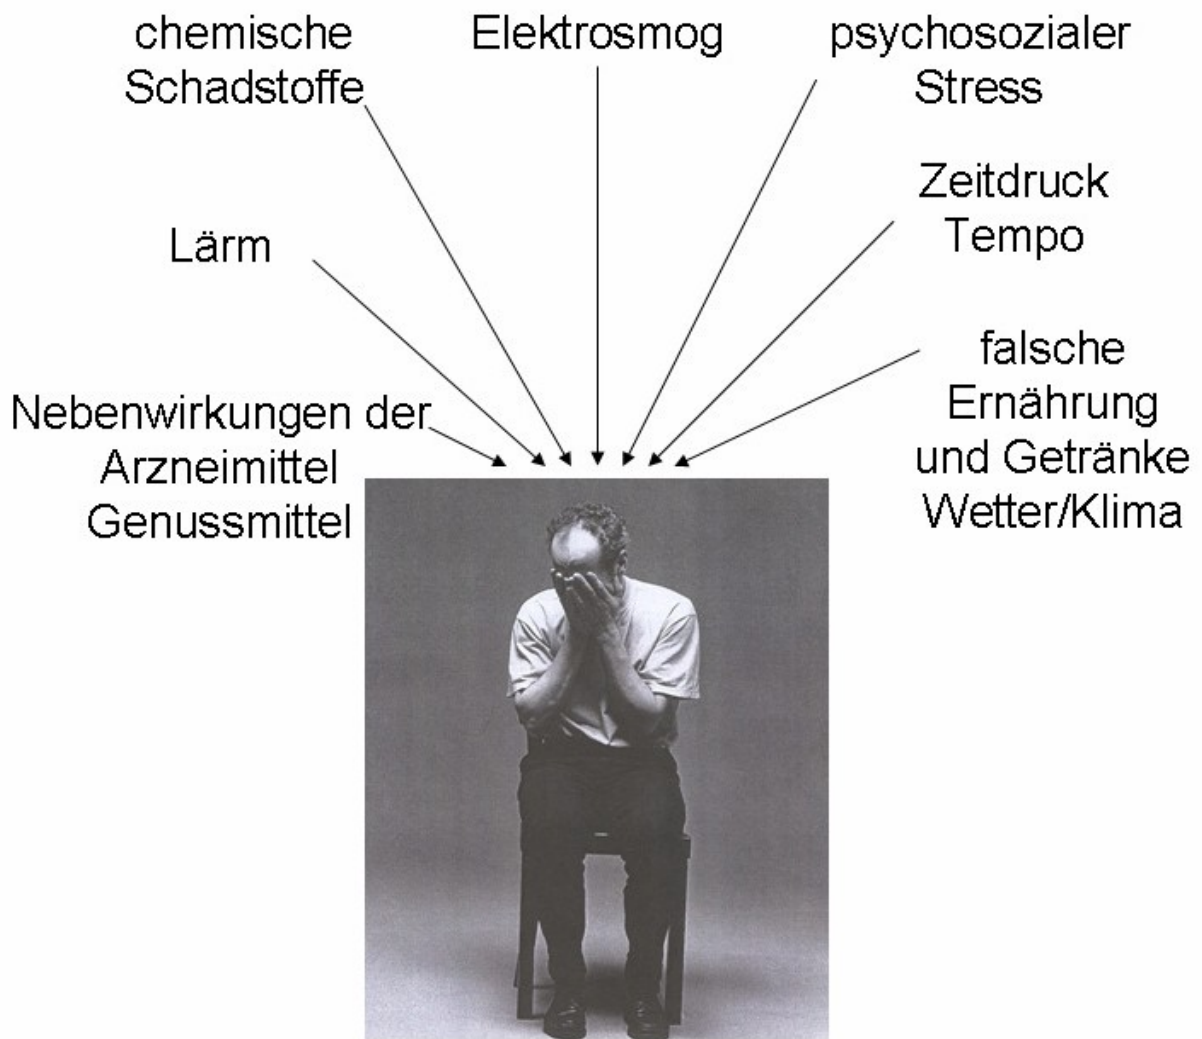 chemische
Schadstoffe
Elektrosmog
psychosozialer
Stress
Lärm
Zeitdruck
Tempo
Nebenwirkungen der
Arzneimittel
Genussmittel
falsche
Ernährung
und Getränke
Wetter/Klima